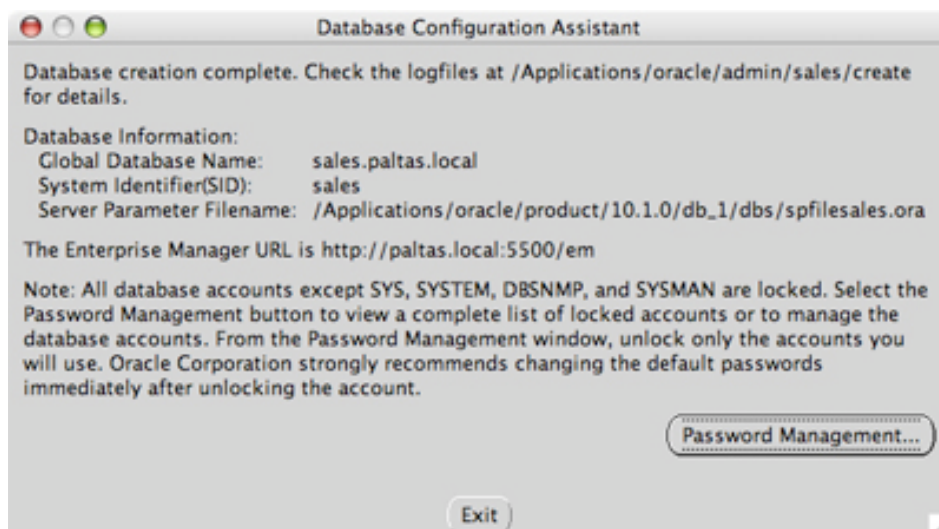 Database Configuration Assistant
Database creation complete. Check the logfiles at /Applications/oracle/admin/sales/create
for details.
Database Information:
Global Database Name: sales.paltas.local
System Identifier(SID): sales
Server Parameter Filename: /Applications/oracle/product/10.1.0/db_1/dbs/spfilesales.ora
The Enterprise Manager URL is http://paltas.local:5500/em
Note: All database accounts except SYS, SYSTEM, DBSNMP, and SYSMAN are locked. Select the
Password Management button to view a complete list of locked accounts or to manage the
database accounts. From the Password Management window, unlock only the accounts you
will use. Oracle Corporation strongly recommends changing the default passwords
immediately after unlocking the account.
Password Management...
Exit